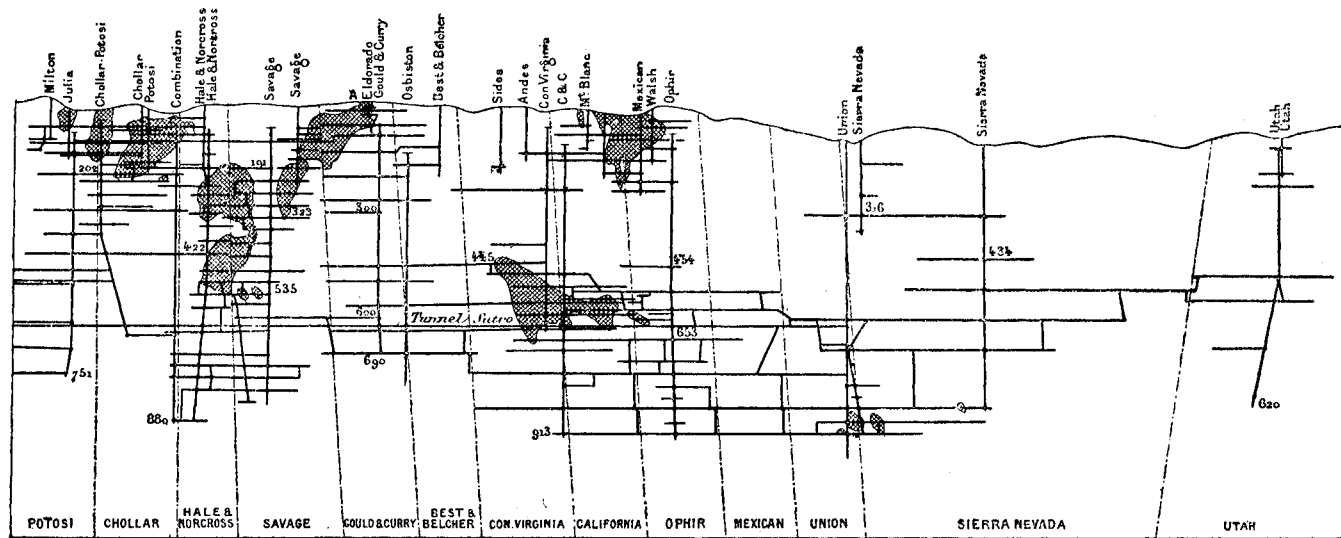 Milton
Julia
Chollar-Potosi
Chollar
Potosi
Combination
Hale & Norcross
Hale & Norcross
Savage
Savage
Eldorado
Gould & Curry
Osbiston
Best & Belcher
Sides
Andes
Con Virginia
C & C
Mt Blanc
Mexican
Walsh
Ophir
Union
Sierra Nevada
Sierra Nevada
Utah
Utah
202
191
323
300
316
422
445
454
434
535
600
Tunnel Sutro
653
690
751
880
913
620
POTOSI
CHOLLAR
HALE &
NORCROSS
SAVAGE
GOULD & CURRY
BEST &
BELCHER
CON. VIRGINIA
CALIFORNIA
OPHIR
MEXICAN
UNION
SIERRA NEVADA
UTAH